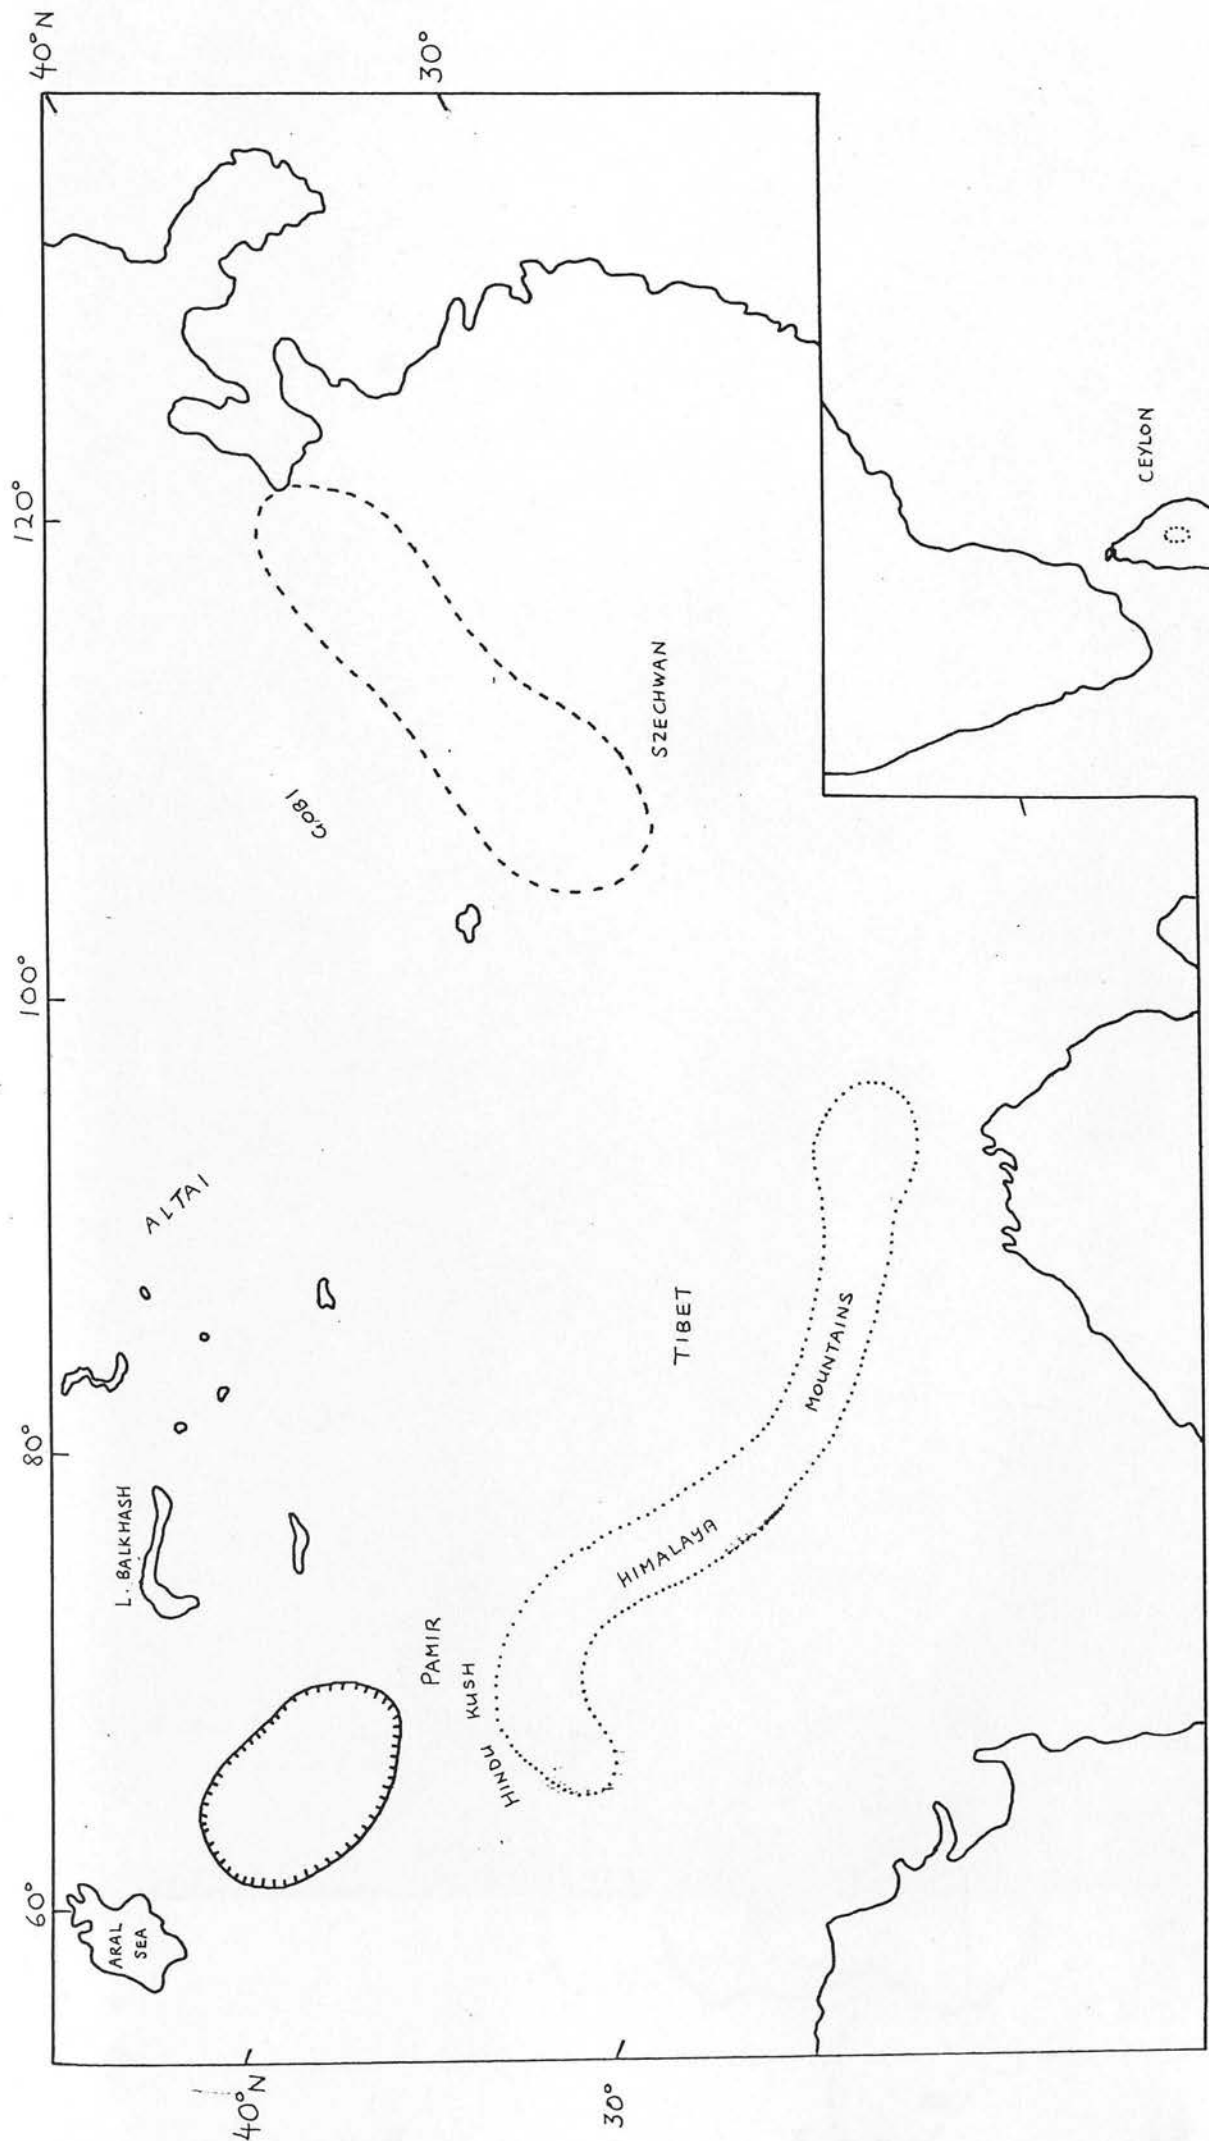 60°
80°
100°
120°
40°N
30°
40°N
30°
ARAL
SEA
L. BALKHASH
ALTAI
GOBI
PAMIR
HINDU KUSH
TIBET
SZECHWAN
HIMALAYA
MOUNTAINS
CEYLON